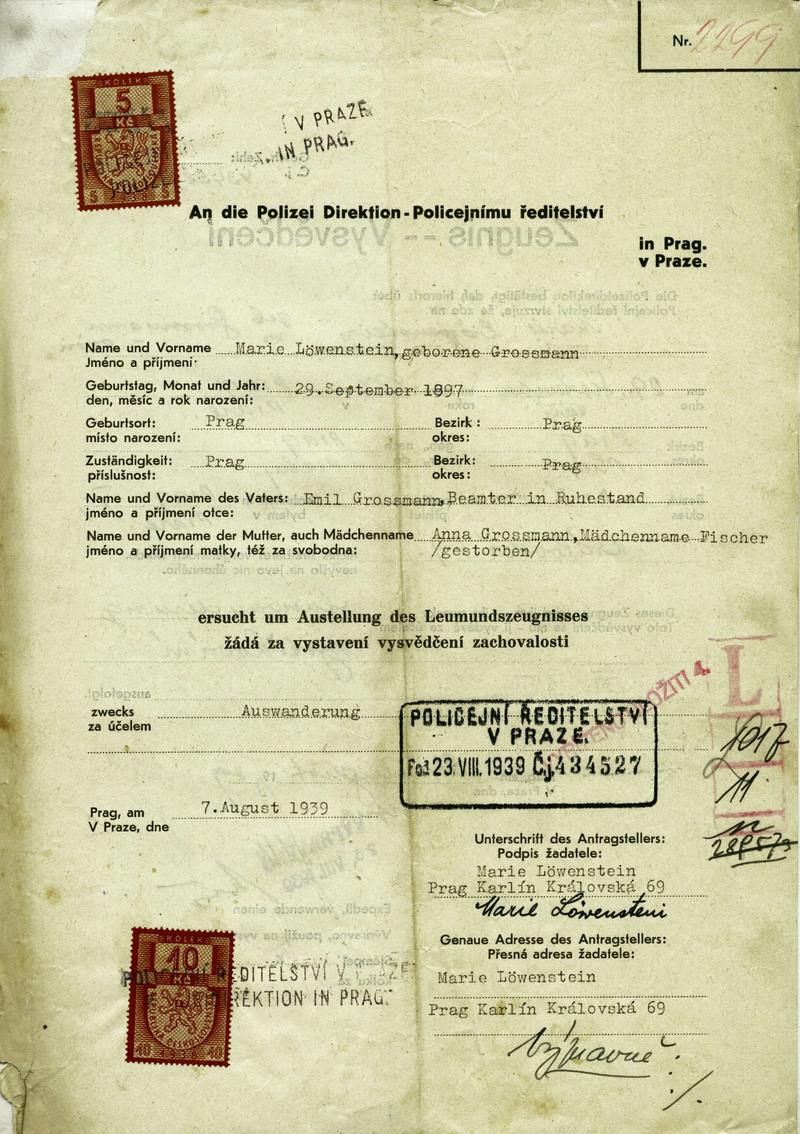 Nr. 2299
KOLEK
5
Kč
V PRAZE
IN PRAG.
An die Polizei Direktion - Policejnímu ředitelství
in Prag.
v Praze.
Name und Vorname Marie Löwenstein, geborene Grossmann
Jméno a příjmení
Geburtstag, Monat und Jahr: 29.September 1897
den, měsíc a rok narození:
Geburtsort: Prag Bezirk: Prag
místo narození: okres:
Zuständigkeit: Prag Bezirk: Prag
příslušnost: okres:
Name und Vorname des Vaters: Emil Grossmann, Beamter in Ruhestand
jméno a příjmení otce:
Name und Vorname der Mutter, auch Mädchenname Anna Grossmann, Mädchenname Fischer
jméno a příjmení matky, též za svobodna: /gestorben/
ersucht um Austellung des Leumundszeugnisses
žádá za vystavení vysvědčení zachovalosti
zwecks Auswanderung
za účelem
POLICEJNÍ ŘEDITELSTVÍ
V PRAZE.
23.VIII.1939 Čj.434527
L
1017
11
Prag, am 7.August 1939
V Praze, dne
Unterschrift des Antragstellers:
Podpis žadatele:
Marie Löwenstein
Prag Karlín Královská 69
Marie Löwenstein
Genaue Adresse des Antragstellers:
Přesná adresa žadatele:
Marie Löwenstein
Prag Karlín Královská 69
KOLEK
10
Kč
ŘEDITELSTVÍ V PRAZE
DIREKTION IN PRAG